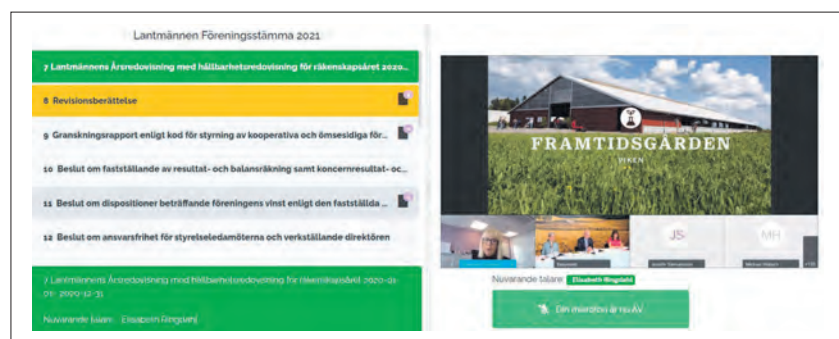 Lantmännen Föreningsstämma 2021
7 Lantmännens Årsredovisning med hållbarhetsredovisning för räkenskapsåret 2020...
8 Revisionsberättelse
9 Granskningsrapport enligt kod för styrning av kooperativa och ömsesidiga för...
10 Beslut om fastställande av resultat- och balansräkning samt koncernresultat- oc...
11 Beslut om dispositioner beträffande föreningens vinst enligt den fastställda ...
12 Beslut om ansvarsfrihet för styrelseledamöterna och verkställande direktören
7 Lantmännens Årsredovisning med hållbarhetsredovisning för räkenskapsåret 2020-01-
01- 2020-12-31
Nuvarande talare: Elisabeth Ringdahl
FRAMTIDSGÅRDEN
VIKEN
JS
MH
Nuvarande talare: Elisabeth Ringdahl
Din mikrofon är nu AV